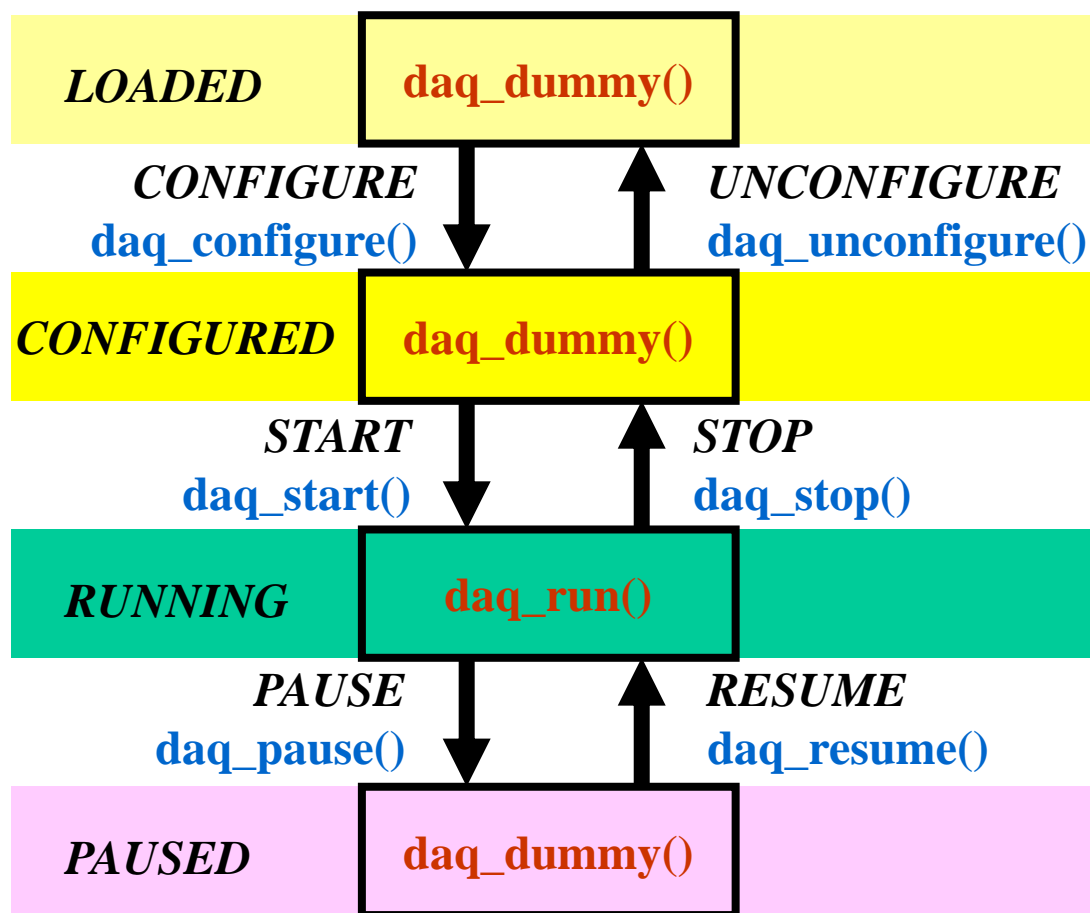 LOADED daq_dummy()
CONFIGURE UNCONFIGURE
daq_configure() daq_unconfigure()
CONFIGURED daq_dummy()
START STOP
daq_start() daq_stop()
RUNNING daq_run()
PAUSE RESUME
daq_pause() daq_resume()
PAUSED daq_dummy()